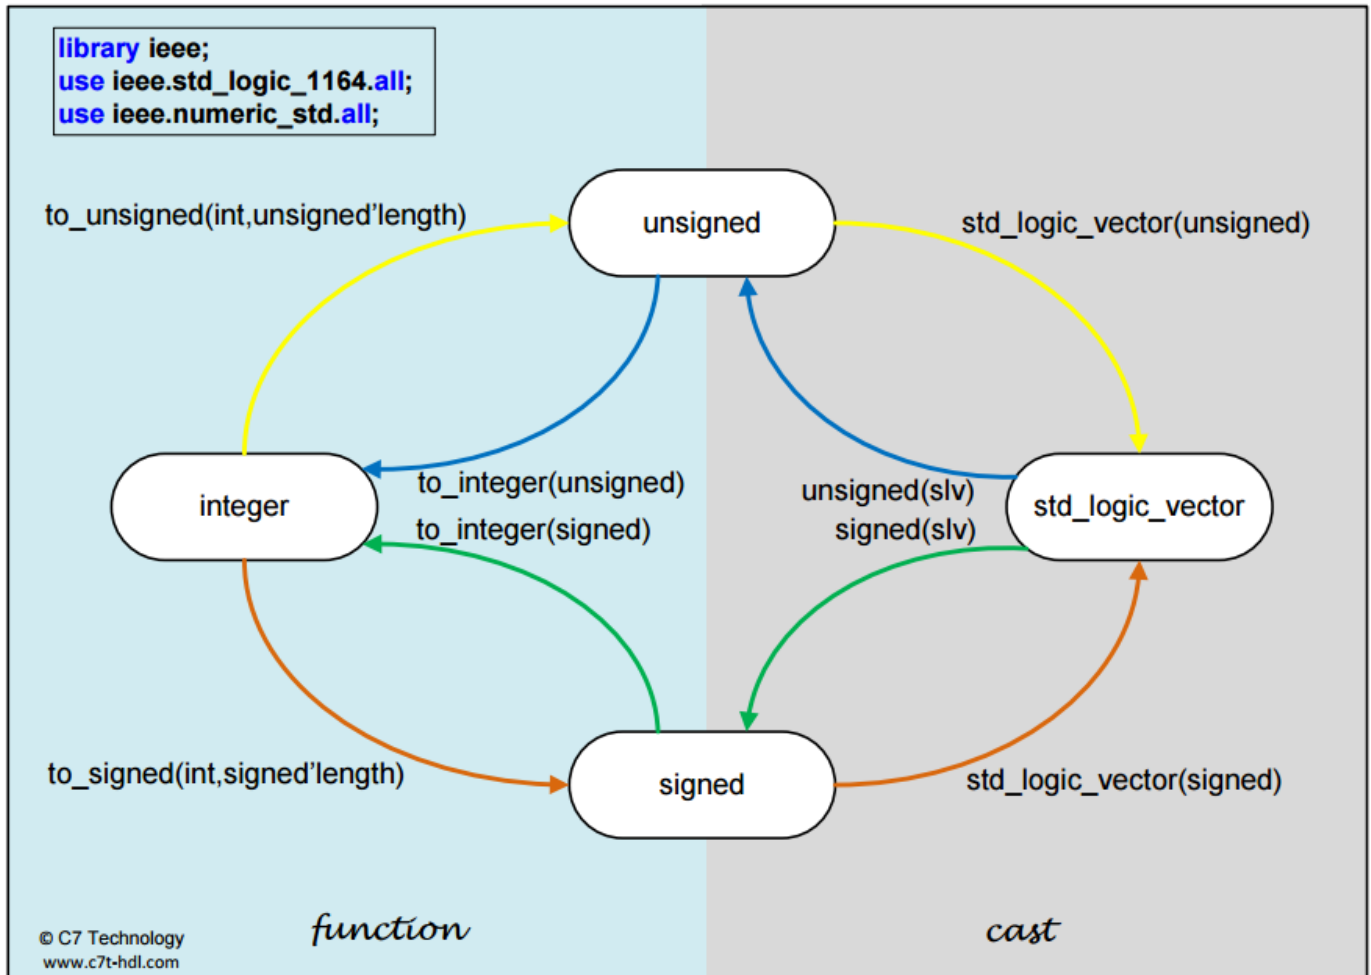 library ieee;
use ieee.std_logic_1164.all;
use ieee.numeric_std.all;
to_unsigned(int,unsigned’length)
unsigned
std_logic_vector(unsigned)
integer
to_integer(unsigned)
to_integer(signed)
unsigned(slv)
signed(slv)
std_logic_vector
to_signed(int,signed’length)
signed
std_logic_vector(signed)
function
cast
© C7 Technology
www.c7t-hdl.com